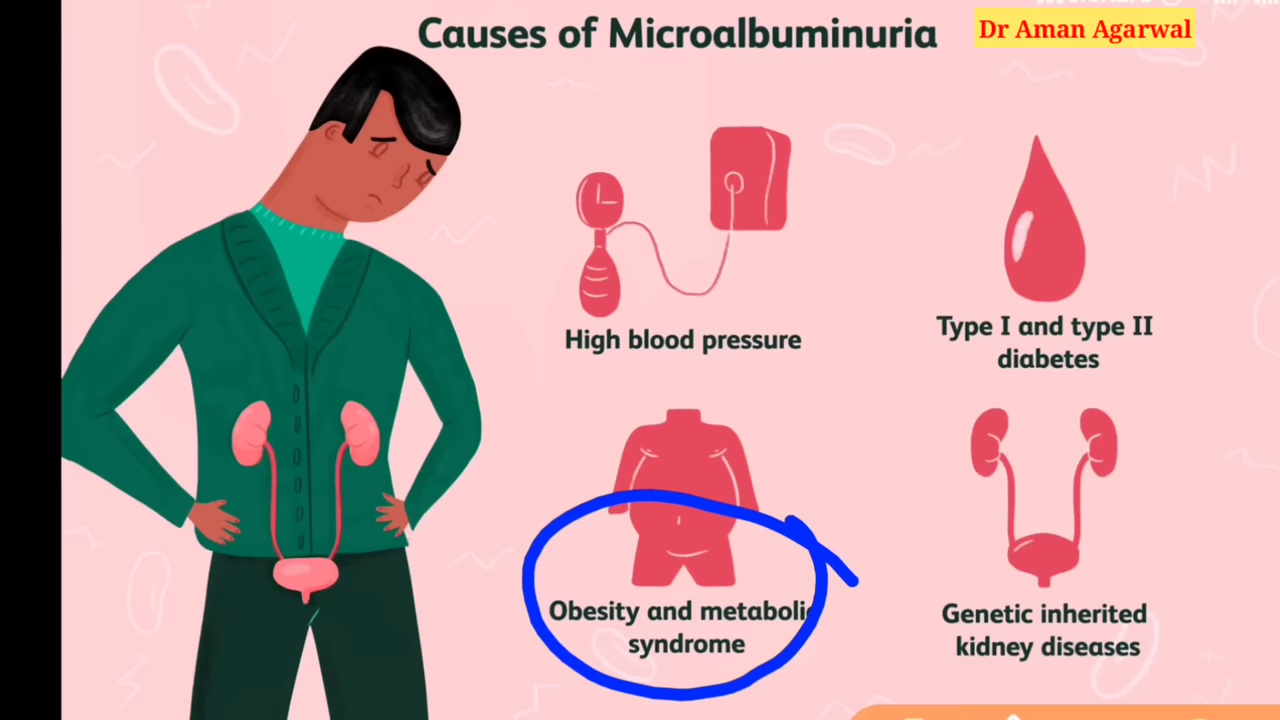 Causes of Microalbuminuria
Dr Aman Agarwal
High blood pressure
Type I and type II
diabetes
Obesity and metabolic
syndrome
Genetic inherited
kidney diseases